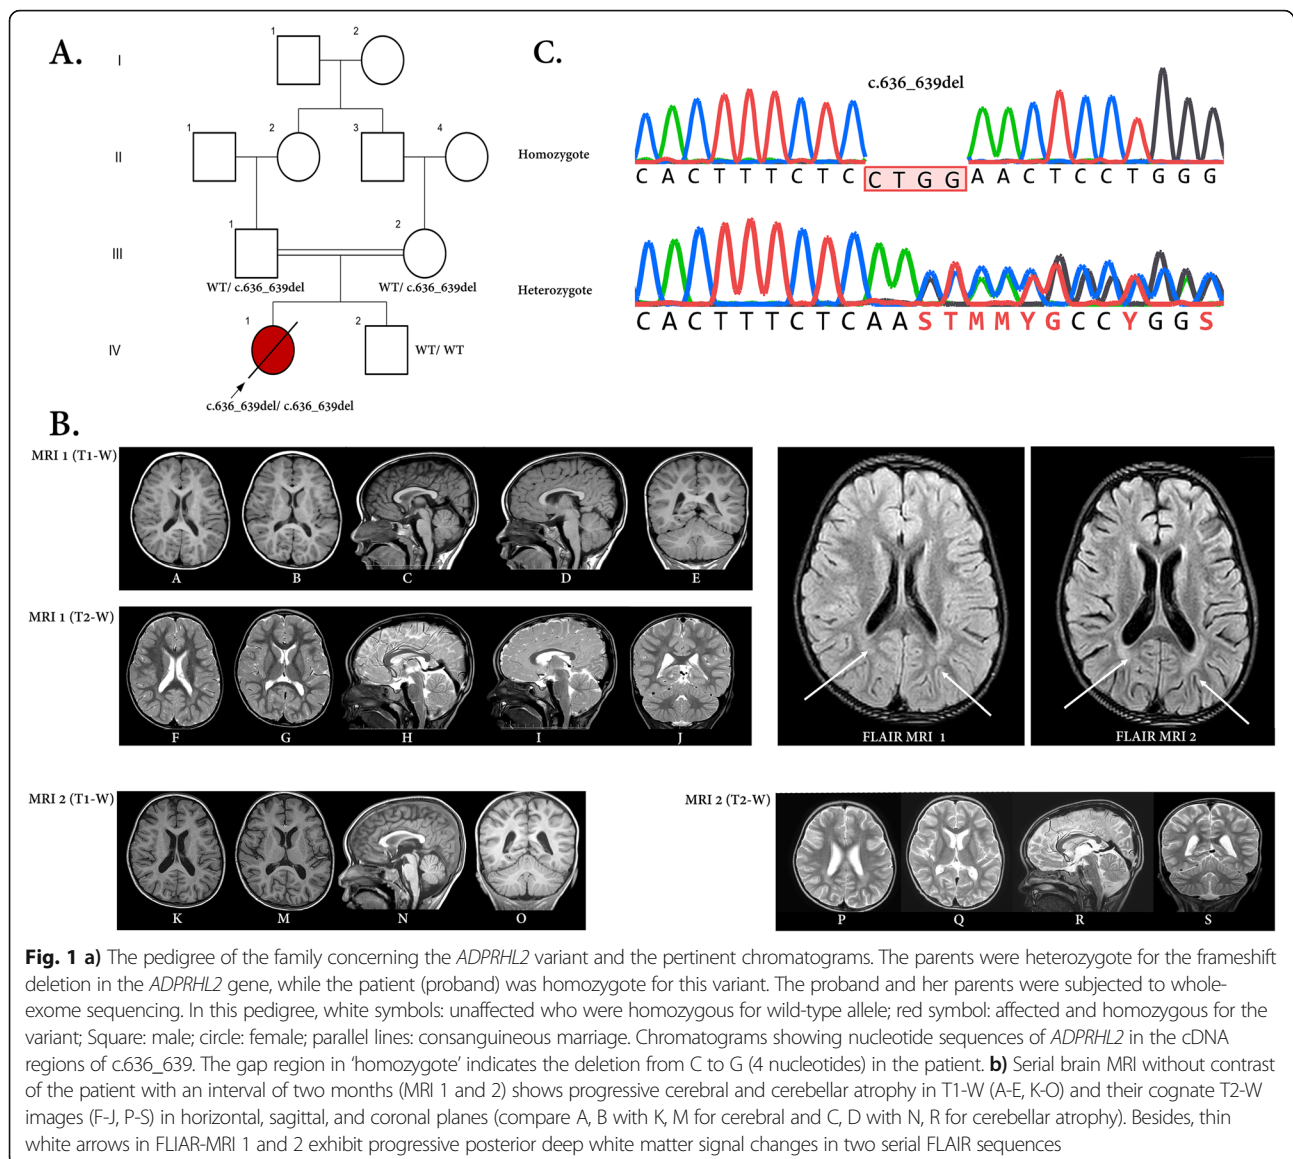 A.
I
1
2
II
1
2
3
4
III
1
2
WT/ c.636_639del
WT/ c.636_639del
IV
1
2
WT/ WT
c.636_639del/ c.636_639del
C.
c.636_639del
Homozygote
C A C T T T C T C C T G G A A C T C C T G G G
Heterozygote
C A C T T T C T C A A S T M M Y G C C Y G G S
B.
MRI 1 (T1-W)
A B C D E
MRI 1 (T2-W)
F G H I J
FLAIR MRI 1
FLAIR MRI 2
MRI 2 (T1-W)
K M N O
MRI 2 (T2-W)
P Q R S
Fig. 1 a) The pedigree of the family concerning the ADPRHL2 variant and the pertinent chromatograms. The parents were heterozygote for the frameshift
deletion in the ADPRHL2 gene, while the patient (proband) was homozygote for this variant. The proband and her parents were subjected to whole-
exome sequencing. In this pedigree, white symbols: unaffected who were homozygous for wild-type allele; red symbol: affected and homozygous for the
variant; Square: male; circle: female; parallel lines: consanguineous marriage. Chromatograms showing nucleotide sequences of ADPRHL2 in the cDNA
regions of c.636_639. The gap region in ‘homozygote’ indicates the deletion from C to G (4 nucleotides) in the patient. b) Serial brain MRI without contrast
of the patient with an interval of two months (MRI 1 and 2) shows progressive cerebral and cerebellar atrophy in T1-W (A-E, K-O) and their cognate T2-W
images (F-J, P-S) in horizontal, sagittal, and coronal planes (compare A, B with K, M for cerebral and C, D with N, R for cerebellar atrophy). Besides, thin
white arrows in FLIAR-MRI 1 and 2 exhibit progressive posterior deep white matter signal changes in two serial FLAIR sequences